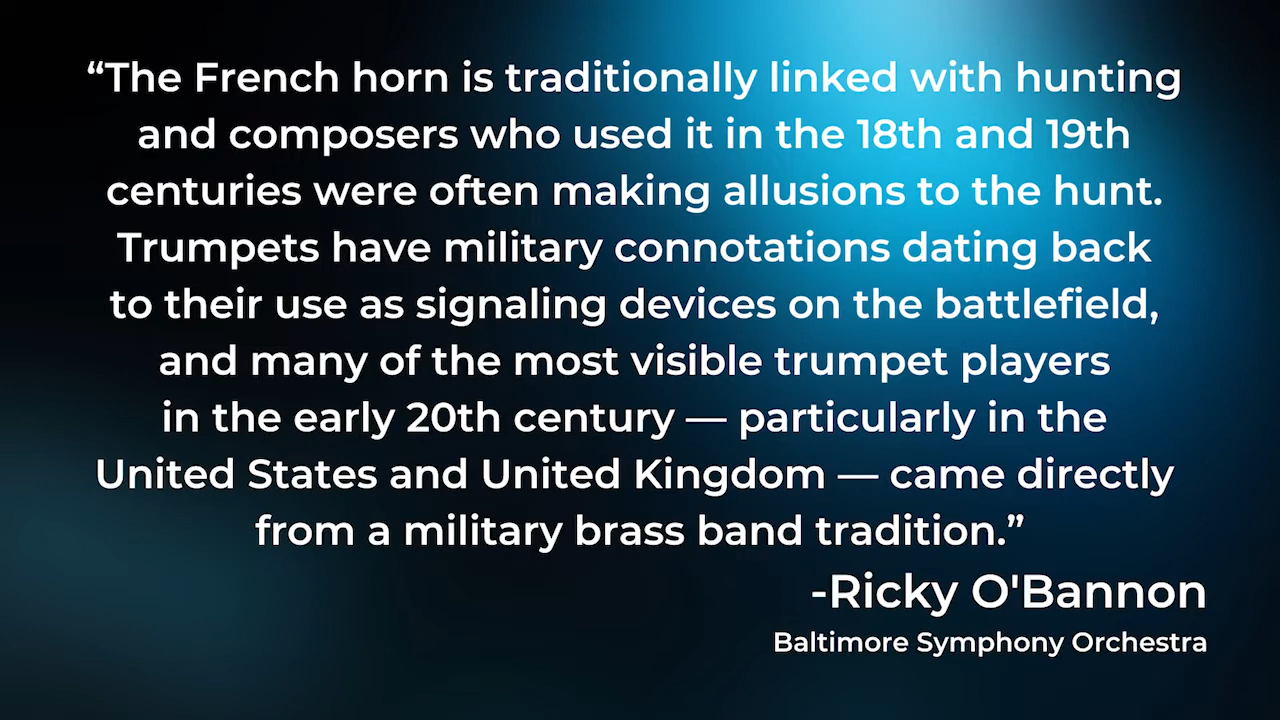 “The French horn is traditionally linked with hunting
and composers who used it in the 18th and 19th
centuries were often making allusions to the hunt.
Trumpets have military connotations dating back
to their use as signaling devices on the battlefield,
and many of the most visible trumpet players
in the early 20th century — particularly in the
United States and United Kingdom — came directly
from a military brass band tradition.”
-Ricky O'Bannon
Baltimore Symphony Orchestra